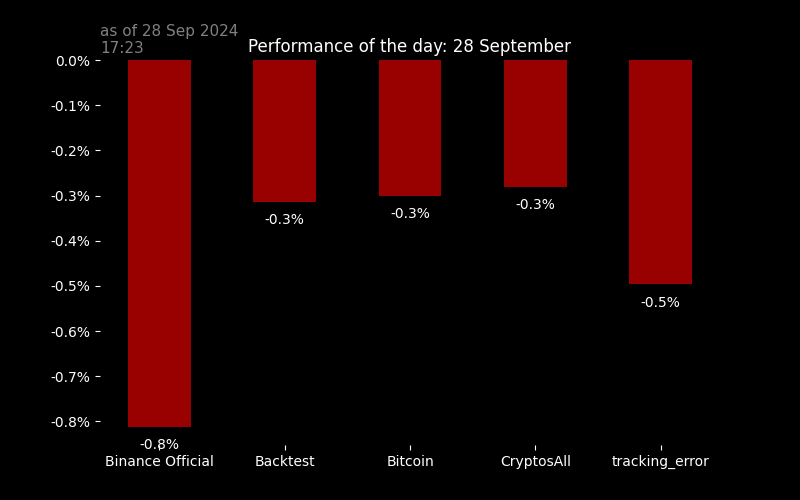 as of 28 Sep 2024
17:23
Performance of the day: 28 September
0.0%
-0.1%
-0.2%
-0.3%
-0.4%
-0.5%
-0.6%
-0.7%
-0.8%
-0.8%
-0.3%
-0.3%
-0.3%
-0.5%
Binance Official
Backtest
Bitcoin
CryptosAll
tracking_error